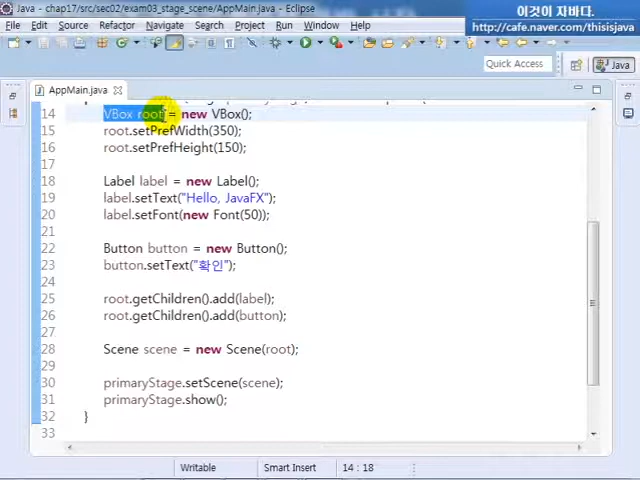 Java - chap17/src/sec02/exam03_stage_scene/AppMain.java - Eclipse
이것이 자바다.
http://cafe.naver.com/thisisjava
File Edit Source Refactor Navigate Search Project Run Window Help
Quick Access
Java
AppMain.java
14 VBox root = new VBox();
15 root.setPrefWidth(350);
16 root.setPrefHeight(150);
17
18 Label label = new Label();
19 label.setText("Hello, JavaFX");
20 label.setFont(new Font(50));
21
22 Button button = new Button();
23 button.setText("확인");
24
25 root.getChildren().add(label);
26 root.getChildren().add(button);
27
28 Scene scene = new Scene(root);
29
30 primaryStage.setScene(scene);
31 primaryStage.show();
32 }
33
Writable Smart Insert 14 : 18